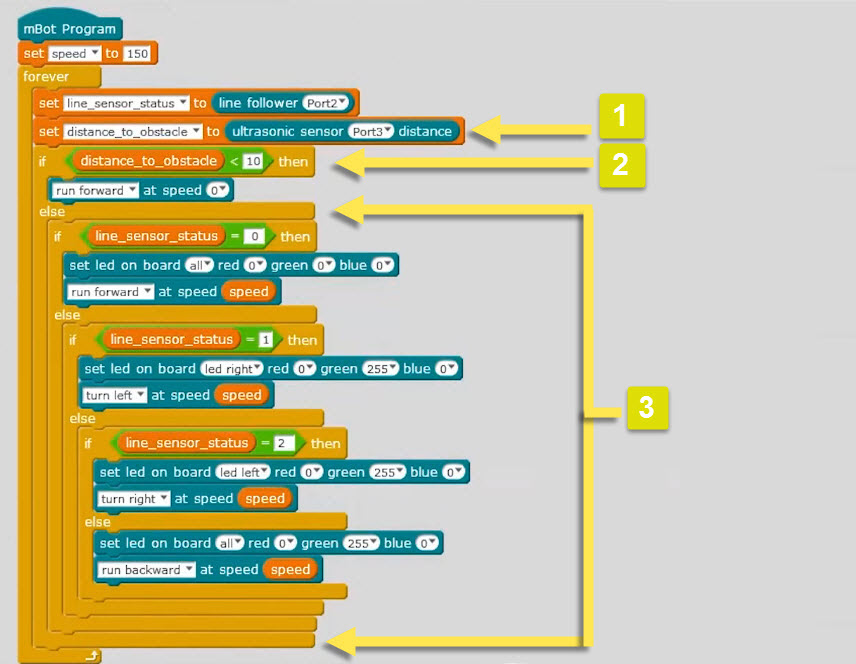 mBot Program
set speed to 150
forever
set line_sensor_status to line follower Port2
set distance_to_obstacle to ultrasonic sensor Port3 distance
1
if distance_to_obstacle < 10 then
2
run forward at speed 0
else
if line_sensor_status = 0 then
set led on board all red 0 green 0 blue 0
run forward at speed speed
else
if line_sensor_status = 1 then
set led on board led right red 0 green 255 blue 0
turn left at speed speed
3
else
if line_sensor_status = 2 then
set led on board led left red 0 green 255 blue 0
turn right at speed speed
else
set led on board all red 0 green 255 blue 0
run backward at speed speed